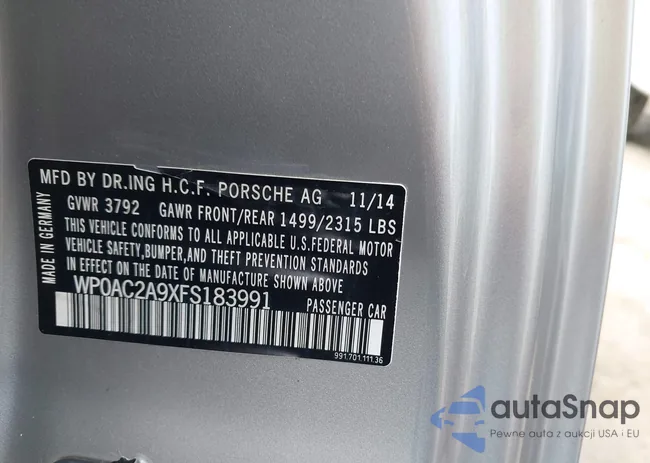 MFD BY DR.ING H.C.F. PORSCHE AG 11/14
GVWR 3792 GAWR FRONT/REAR 1499/2315 LBS
THIS VEHICLE CONFORMS TO ALL APPLICABLE U.S.FEDERAL MOTOR
VEHICLE SAFETY,BUMPER,AND THEFT PREVENTION STANDARDS
IN EFFECT ON THE DATE OF MANUFACTURE SHOWN ABOVE
WP0AC2A9XFS183991
PASSENGER CAR
MADE IN GERMANY
991.701.111.36
autaSnap
Pewne auta z aukcji USA i EU